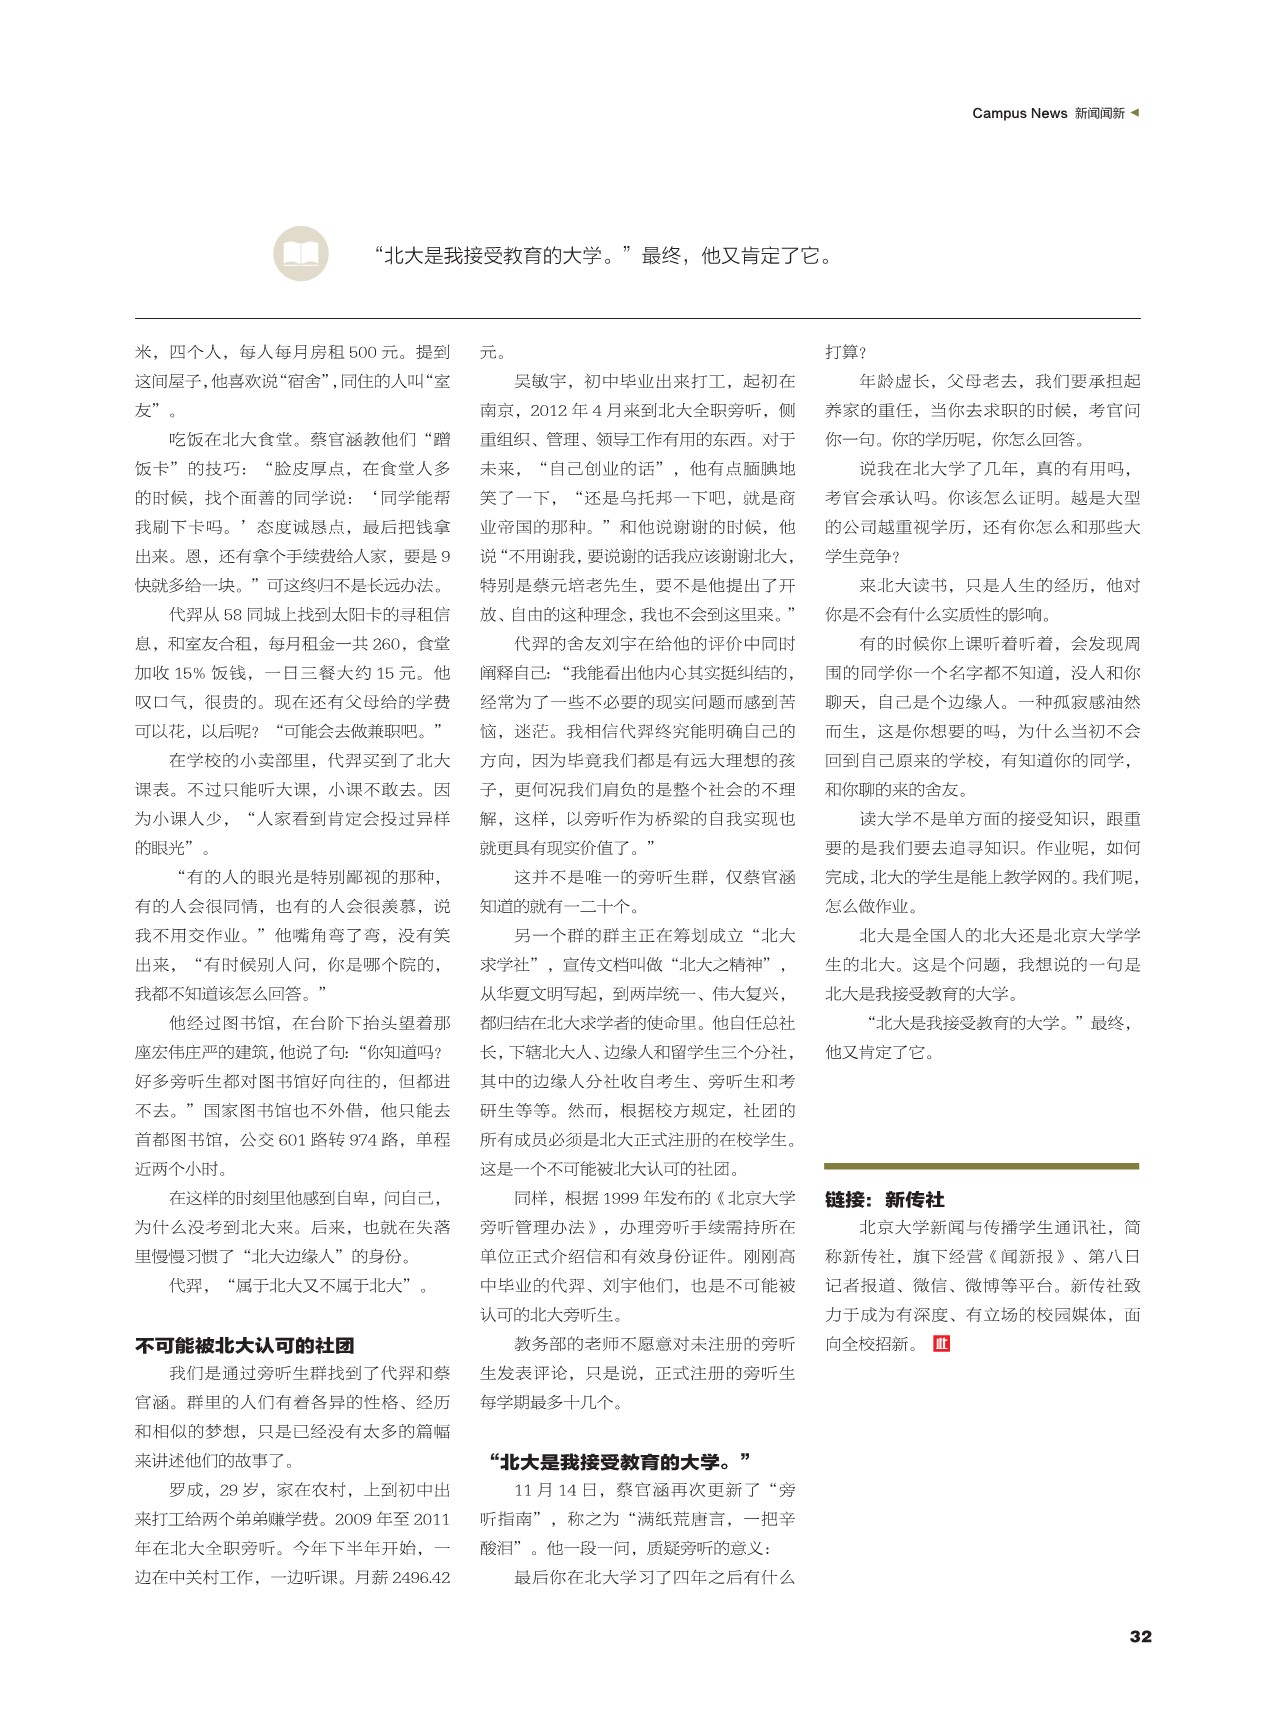 Campus News 新闻闻新
“北大是我接受教育的大学。”最终，他又肯定了它。
米，四个人，每人每月房租 500 元。提到
这间屋子，他喜欢说“宿舍”，同住的人叫“室
友”。
吃饭在北大食堂。蔡官涵教他们“蹭
饭卡”的技巧：“脸皮厚点，在食堂人多
的时候，找个面善的同学说：‘同学能帮
我刷下卡吗。’态度诚恳点，最后把钱拿
出来。恩，还有拿个手续费给人家，要是 9
快就多给一块。”可这终归不是长远办法。
代羿从 58 同城上找到太阳卡的寻租信
息，和室友合租，每月租金一共 260，食堂
加收 15% 饭钱，一日三餐大约 15 元。他
叹口气，很贵的。现在还有父母给的学费
可以花，以后呢？“可能会去做兼职吧。”
在学校的小卖部里，代羿买到了北大
课表。不过只能听大课，小课不敢去。因
为小课人少，“人家看到肯定会投过异样
的眼光”。
“有的人的眼光是特别鄙视的那种，
有的人会很同情，也有的人会很羡慕，说
我不用交作业。”他嘴角弯了弯，没有笑
出来，“有时候别人问，你是哪个院的，
我都不知道该怎么回答。”
他经过图书馆，在台阶下抬头望着那
座宏伟庄严的建筑，他说了句：“你知道吗？
好多旁听生都对图书馆好向往的，但都进
不去。”国家图书馆也不外借，他只能去
首都图书馆，公交 601 路转 974 路，单程
近两个小时。
在这样的时刻里他感到自卑，问自己，
为什么没考到北大来。后来，也就在失落
里慢慢习惯了“北大边缘人”的身份。
代羿，“属于北大又不属于北大”。
不可能被北大认可的社团
我们是通过旁听生群找到了代羿和蔡
官涵。群里的人们有着各异的性格、经历
和相似的梦想，只是已经没有太多的篇幅
来讲述他们的故事了。
罗成，29 岁，家在农村，上到初中出
来打工给两个弟弟赚学费。2009 年至 2011
年在北大全职旁听。今年下半年开始，一
边在中关村工作，一边听课。月薪 2496.42
元。
吴敏宇，初中毕业出来打工，起初在
南京，2012 年 4 月来到北大全职旁听，侧
重组织、管理、领导工作有用的东西。对于
未来，“自己创业的话”，他有点腼腆地
笑了一下，“还是乌托邦一下吧，就是商
业帝国的那种。”和他说谢谢的时候，他
说“不用谢我，要说谢的话我应该谢谢北大，
特别是蔡元培老先生，要不是他提出了开
放、自由的这种理念，我也不会到这里来。”
代羿的舍友刘宇在给他的评价中同时
阐释自己：“我能看出他内心其实挺纠结的，
经常为了一些不必要的现实问题而感到苦
恼，迷茫。我相信代羿终究能明确自己的
方向，因为毕竟我们都是有远大理想的孩
子，更何况我们肩负的是整个社会的不理
解，这样，以旁听作为桥梁的自我实现也
就更具有现实价值了。”
这并不是唯一的旁听生群，仅蔡官涵
知道的就有一二十个。
另一个群的群主正在筹划成立“北大
求学社”，宣传文档叫做“北大之精神”，
从华夏文明写起，到两岸统一、伟大复兴，
都归结在北大求学者的使命里。他自任总社
长，下辖北大人、边缘人和留学生三个分社，
其中的边缘人分社收自考生、旁听生和考
研生等等。然而，根据校方规定，社团的
所有成员必须是北大正式注册的在校学生。
这是一个不可能被北大认可的社团。
同样，根据 1999 年发布的《北京大学
旁听管理办法》，办理旁听手续需持所在
单位正式介绍信和有效身份证件。刚刚高
中毕业的代羿、刘宇他们，也是不可能被
认可的北大旁听生。
教务部的老师不愿意对未注册的旁听
生发表评论，只是说，正式注册的旁听生
每学期最多十几个。
“北大是我接受教育的大学。”
11 月 14 日，蔡官涵再次更新了“旁
听指南”，称之为“满纸荒唐言，一把辛
酸泪”。他一段一问，质疑旁听的意义：
最后你在北大学习了四年之后有什么
打算？
年龄虚长，父母老去，我们要承担起
养家的重任，当你去求职的时候，考官问
你一句。你的学历呢，你怎么回答。
说我在北大学了几年，真的有用吗，
考官会承认吗。你该怎么证明。越是大型
的公司越重视学历，还有你怎么和那些大
学生竞争？
来北大读书，只是人生的经历，他对
你是不会有什么实质性的影响。
有的时候你上课听着听着，会发现周
围的同学你一个名字都不知道，没人和你
聊天，自己是个边缘人。一种孤寂感油然
而生，这是你想要的吗，为什么当初不会
回到自己原来的学校，有知道你的同学，
和你聊的来的舍友。
读大学不是单方面的接受知识，跟重
要的是我们要去追寻知识。作业呢，如何
完成，北大的学生是能上教学网的。我们呢，
怎么做作业。
北大是全国人的北大还是北京大学学
生的北大。这是个问题，我想说的一句是
北大是我接受教育的大学。
“北大是我接受教育的大学。”最终，
他又肯定了它。
链接：新传社
北京大学新闻与传播学生通讯社，简
称新传社，旗下经营《闻新报》、第八日
记者报道、微信、微博等平台。新传社致
力于成为有深度、有立场的校园媒体，面
向全校招新。
32